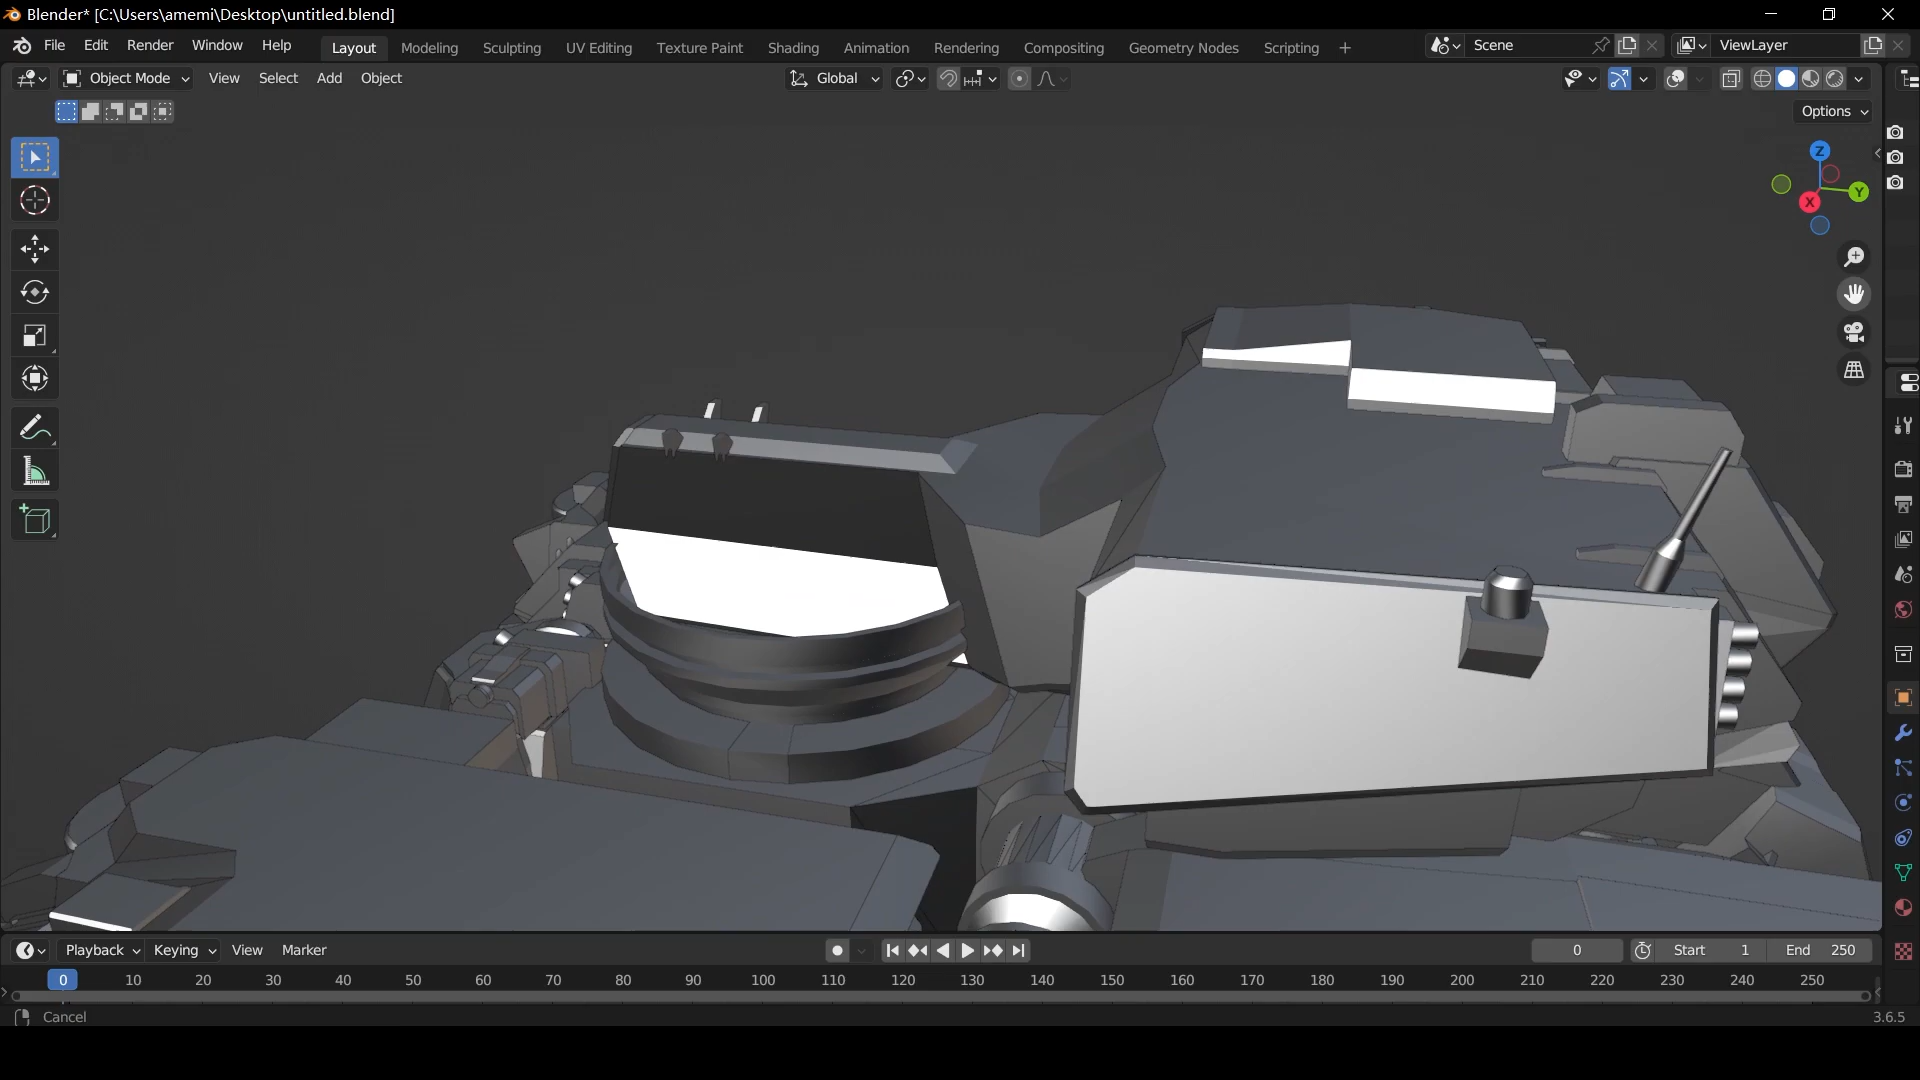 Blender* [C:\Users\amemi\Desktop\untitled.blend]
File Edit Render Window Help Layout Modeling Sculpting UV Editing Texture Paint Shading Animation Rendering Compositing Geometry Nodes Scripting + Scene ViewLayer
Object Mode View Select Add Object Global
Options
Z
Y
X
Playback Keying View Marker 0 Start 1 End 250
0 10 20 30 40 50 60 70 80 90 100 110 120 130 140 150 160 170 180 190 200 210 220 230 240 250
Cancel 3.6.5